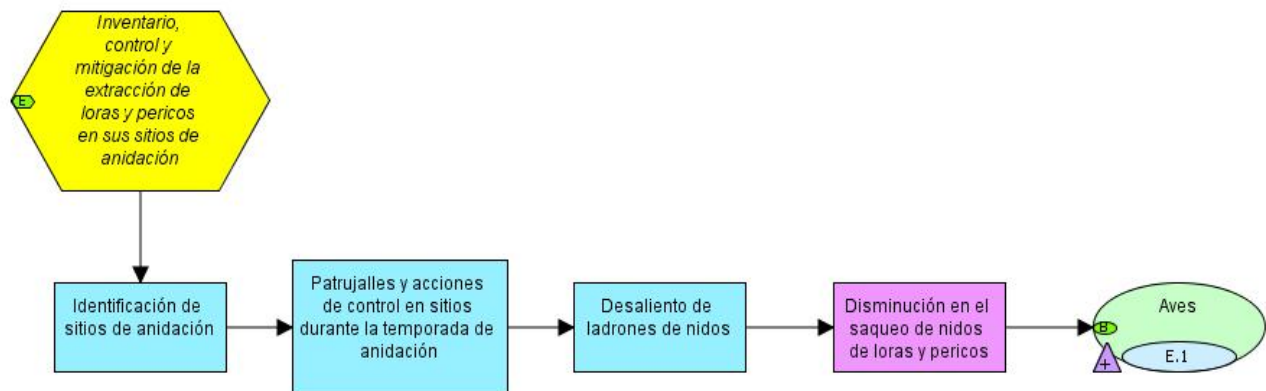 Inventario,
control y
mitigación de la
extracción de
loras y pericos
en sus sitios de
anidación
E
Identificación de
sitios de anidación
Patrujalles y acciones
de control en sitios
durante la temporada de
anidación
Desaliento de
ladrones de nidos
Disminución en el
saqueo de nidos
de loras y pericos
Aves
B
+
E.1